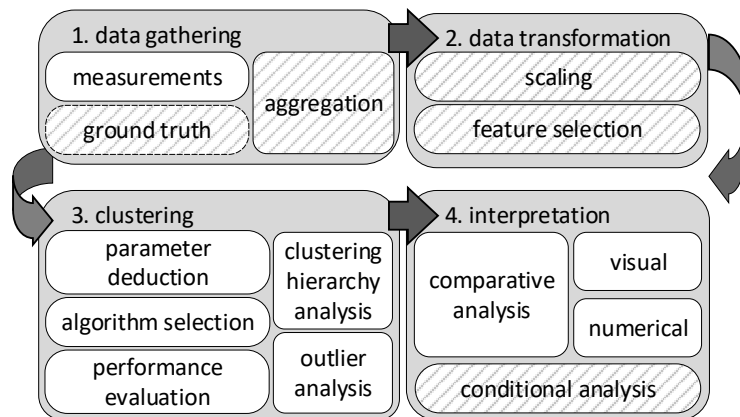 1. data gathering
measurements
ground truth
aggregation
2. data transformation
scaling
feature selection
3. clustering
parameter
deduction
algorithm selection
performance
evaluation
clustering
hierarchy
analysis
outlier
analysis
4. interpretation
comparative
analysis
visual
numerical
conditional analysis